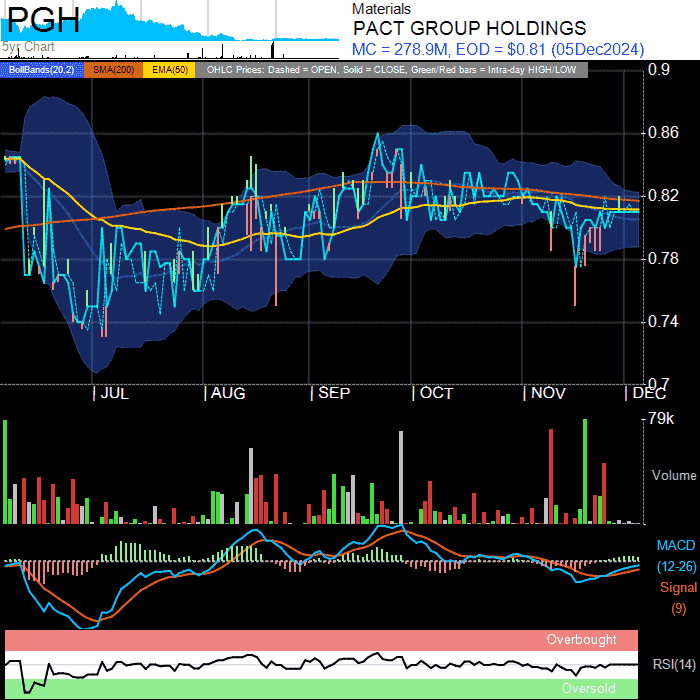 PGH
5yr Chart
Materials
PACT GROUP HOLDINGS
MC = 278.9M, EOD = $0.81 (05Dec2024)
BollBands(20,2) SMA(200) EMA(50) OHLC Prices: Dashed = OPEN, Solid = CLOSE, Green/Red bars = Intra-day HIGH/LOW
0.9
0.86
0.82
0.78
0.74
0.7
JUL AUG SEP OCT NOV DEC
79k
Volume
MACD
(12-26)
Signal
(9)
Overbought
RSI(14)
Oversold